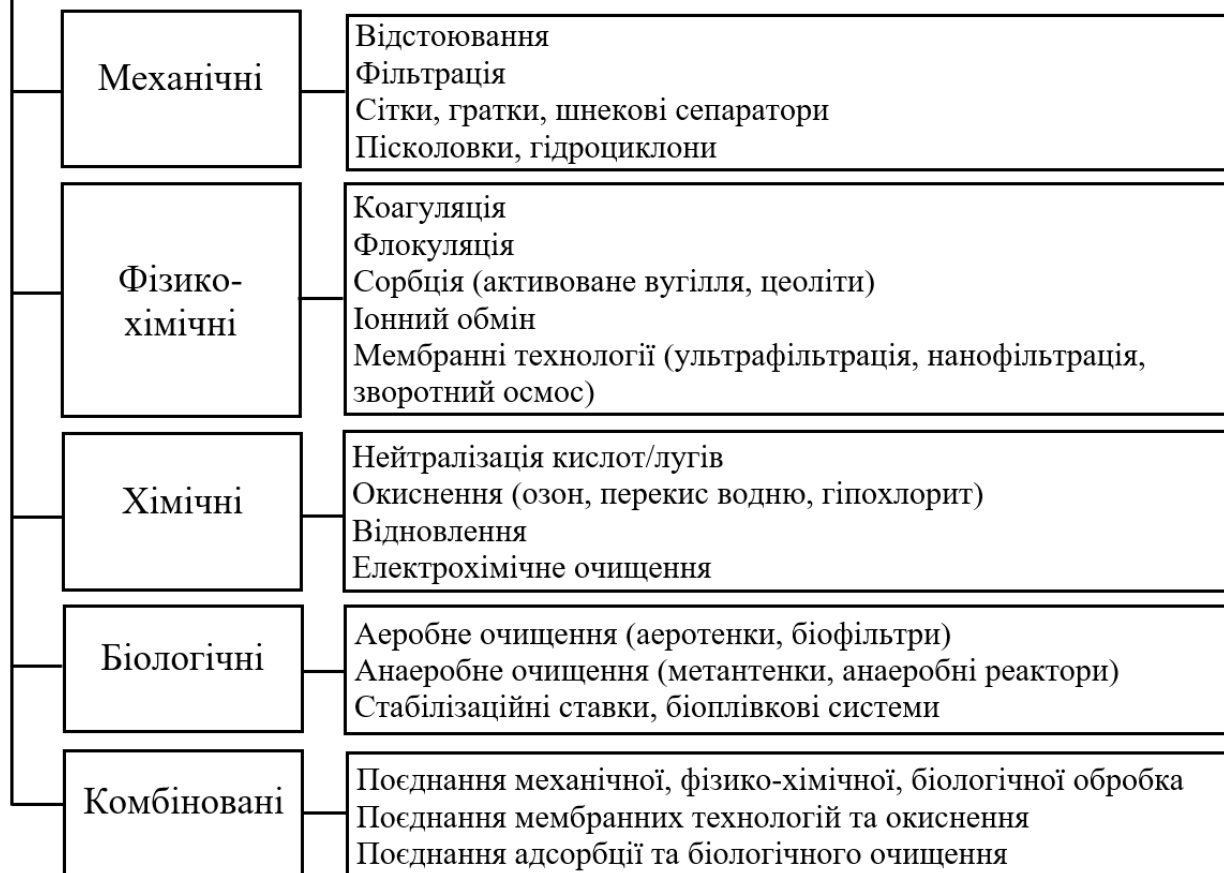 Механічні
Відстоювання
Фільтрація
Сітки, гратки, шнекові сепаратори
Пісколовки, гідроциклони
Фізико-
хімічні
Коагуляція
Флокуляція
Сорбція (активоване вугілля, цеоліти)
Іонний обмін
Мембранні технології (ультрафільтрація, нанофільтрація,
зворотний осмос)
Хімічні
Нейтралізація кислот/лугів
Окиснення (озон, перекис водню, гіпохлорит)
Відновлення
Електрохімічне очищення
Біологічні
Аеробне очищення (аеротенки, біофільтри)
Анаеробне очищення (метантенки, анаеробні реактори)
Стабілізаційні ставки, біоплівкові системи
Комбіновані
Поєднання механічної, фізико-хімічної, біологічної обробка
Поєднання мембранних технологій та окиснення
Поєднання адсорбції та біологічного очищення